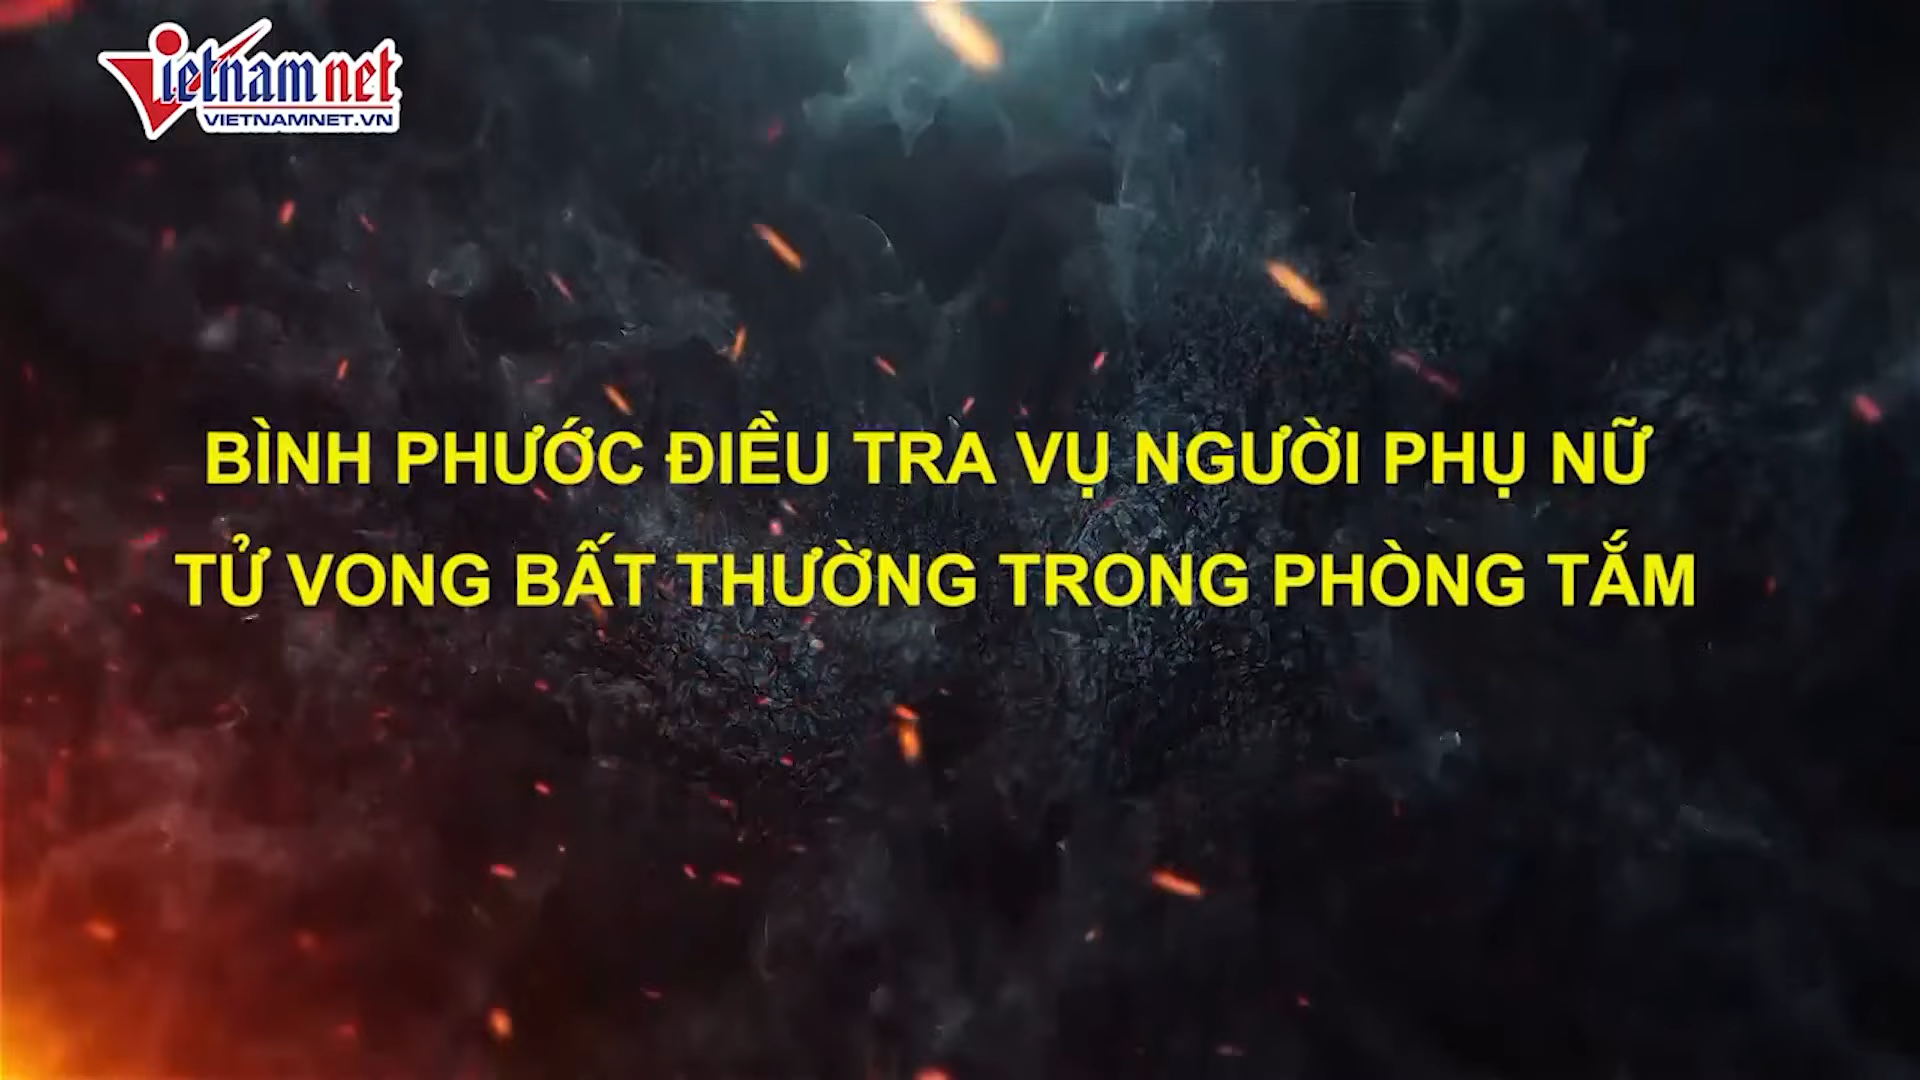 vietnamnet
VIETNAMNET.VN
BÌNH PHƯỚC ĐIỀU TRA VỤ NGƯỜI PHỤ NỮ
TỬ VONG BẤT THƯỜNG TRONG PHÒNG TẮM